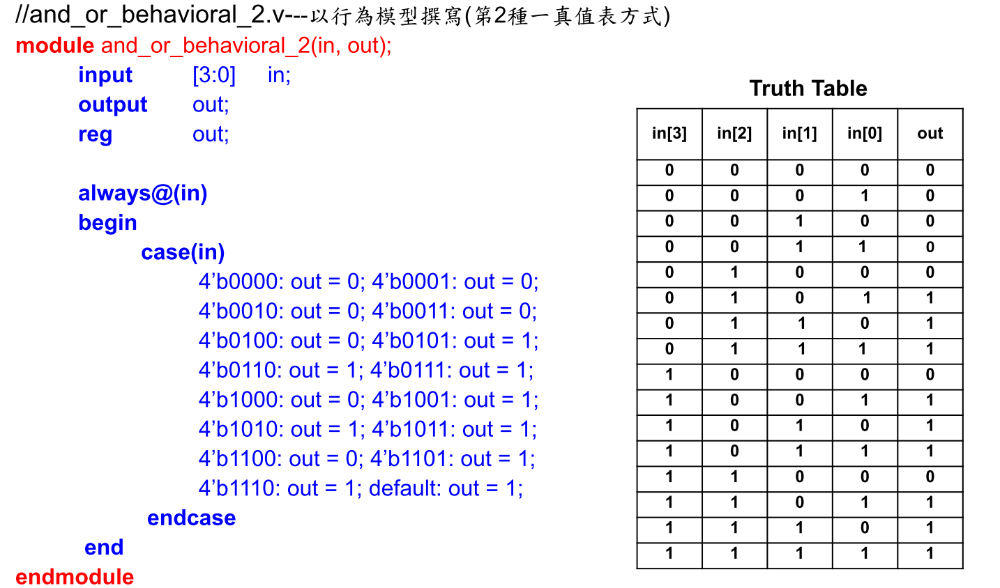 //and_or_behavioral_2.v---以行為模型撰寫(第2種一真值表方式)
module and_or_behavioral_2(in, out);
input [3:0] in;
output out;
reg out;
always@(in)
begin
case(in)
4’b0000: out = 0; 4’b0001: out = 0;
4’b0010: out = 0; 4’b0011: out = 0;
4’b0100: out = 0; 4’b0101: out = 1;
4’b0110: out = 1; 4’b0111: out = 1;
4’b1000: out = 0; 4’b1001: out = 1;
4’b1010: out = 1; 4’b1011: out = 1;
4’b1100: out = 0; 4’b1101: out = 1;
4’b1110: out = 1; default: out = 1;
endcase
end
endmodule
Truth Table
in[3] in[2] in[1] in[0] out
0 0 0 0 0
0 0 0 1 0
0 0 1 0 0
0 0 1 1 0
0 1 0 0 0
0 1 0 1 1
0 1 1 0 1
0 1 1 1 1
1 0 0 0 0
1 0 0 1 1
1 0 1 0 1
1 0 1 1 1
1 1 0 0 0
1 1 0 1 1
1 1 1 0 1
1 1 1 1 1